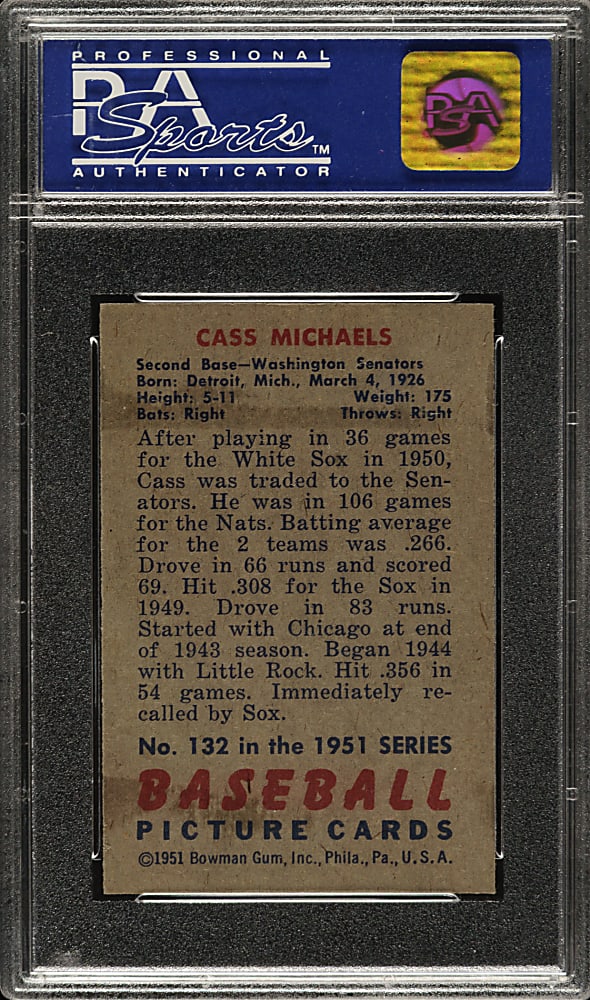 PROFESSIONAL
PSA
Sports
TM
AUTHENTICATOR
PSA
CASS MICHAELS
Second Base—Washington Senators
Born: Detroit, Mich., March 4, 1926
Height: 5-11 Weight: 175
Bats: Right Throws: Right
After playing in 36 games
for the White Sox in 1950,
Cass was traded to the Sen-
ators. He was in 106 games
for the Nats. Batting average
for the 2 teams was .266.
Drove in 66 runs and scored
69. Hit .308 for the Sox in
1949. Drove in 83 runs.
Started with Chicago at end
of 1943 season. Began 1944
with Little Rock. Hit .356 in
54 games. Immediately re-
called by Sox.
No. 132 in the 1951 SERIES
BASEBALL
PICTURE CARDS
©1951 Bowman Gum, Inc., Phila., Pa., U.S.A.